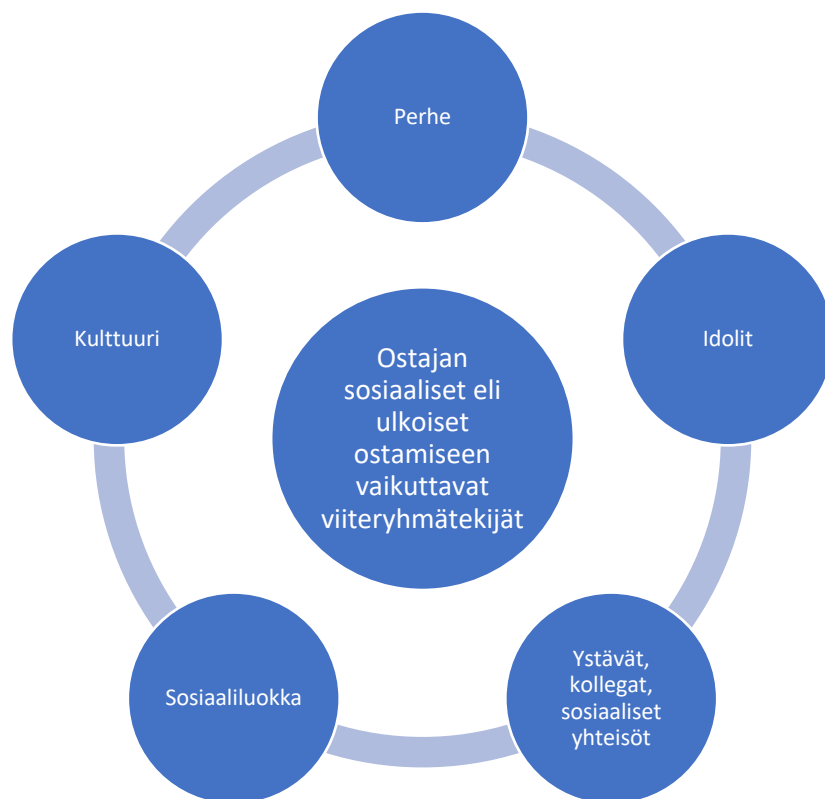 Perhe
Idolit
Ystävät,
kollegat,
sosiaaliset
yhteisöt
Sosiaaliluokka
Kulttuuri
Ostajan
sosiaaliset eli
ulkoiset
ostamiseen
vaikuttavat
viiteryhmätekijät